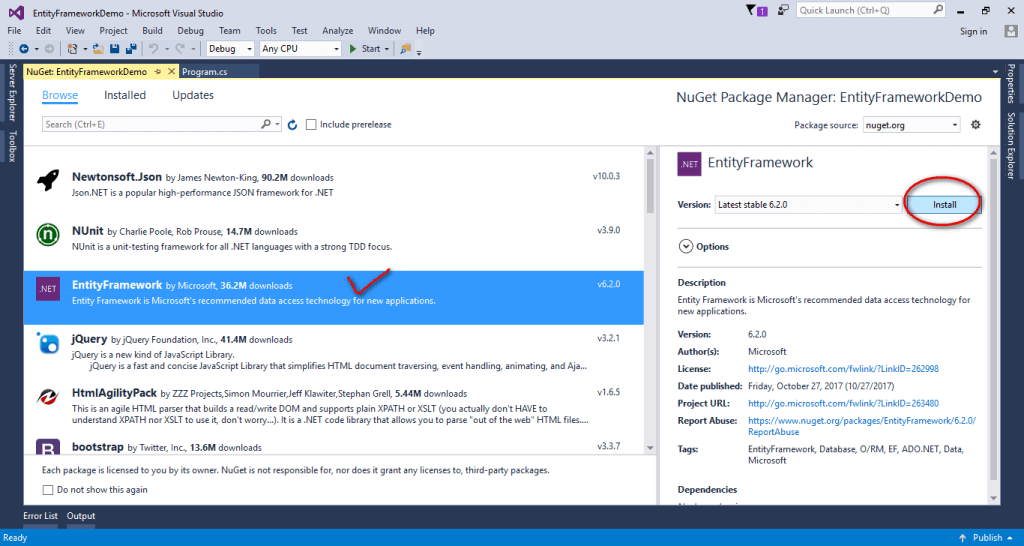 EntityFrameworkDemo - Microsoft Visual Studio
1
Quick Launch (Ctrl+Q)
File Edit View Project Build Debug Team Tools Test Analyze Window Help
Sign in
Debug Any CPU Start
Server Explorer
Toolbox
NuGet: EntityFrameworkDemo Program.cs
Browse Installed Updates
NuGet Package Manager: EntityFrameworkDemo
Search (Ctrl+E)
Include prerelease
Package source: nuget.org
Newtonsoft.Json by James Newton-King, 90.2M downloads
v10.0.3
Json.NET is a popular high-performance JSON framework for .NET
NUnit by Charlie Poole, Rob Prouse, 14.7M downloads
v3.9.0
NUnit is a unit-testing framework for all .NET languages with a strong TDD focus.
.NET
EntityFramework by Microsoft, 36.2M downloads
v6.2.0
Entity Framework is Microsoft's recommended data access technology for new applications.
jQuery by jQuery Foundation, Inc., 41.4M downloads
v3.2.1
jQuery is a new kind of JavaScript Library.
jQuery is a fast and concise JavaScript Library that simplifies HTML document traversing, event handling, animating, and Aja...
HtmlAgilityPack by ZZZ Projects,Simon Mourrier,Jeff Klawiter,Stephan Grell, 5.44M downloads
v1.6.5
This is an agile HTML parser that builds a read/write DOM and supports plain XPATH or XSLT (you actually don't HAVE to
understand XPATH nor XSLT to use it, don't worry...). It is a .NET code library that allows you to parse "out of the web" HTML files....
B
bootstrap by Twitter, Inc., 13.6M downloads
v3.3.7
Each package is licensed to you by its owner. NuGet is not responsible, nor does it grant any licenses to, third-party packages.
Do not show this again
.NET
EntityFramework
Version: Latest stable 6.2.0 Install
Options
Description
Entity Framework is Microsoft's recommended data access technology for
new applications.
Version: 6.2.0
Author(s): Microsoft
License: http://go.microsoft.com/fwlink/?LinkID=262998
Date published: Friday, October 27, 2017 (10/27/2017)
Project URL: http://go.microsoft.com/fwlink/?LinkID=263480
Report Abuse: https://www.nuget.org/packages/EntityFramework/6.2.0/
ReportAbuse
Tags: EntityFramework, Database, O/RM, EF, ADO.NET, Data,
Microsoft
Dependencies
Properties
Solution Explorer
Error List Output
Ready
Publish